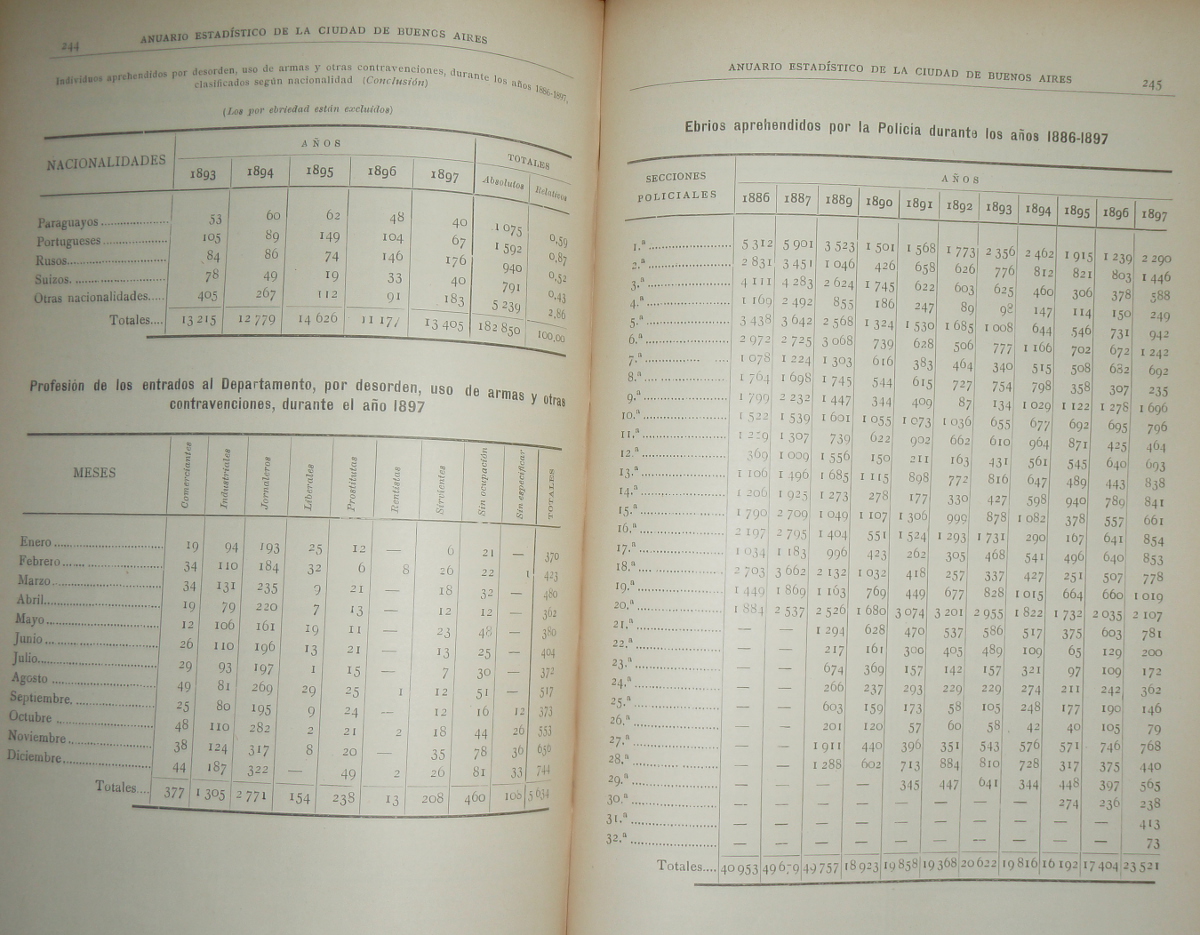 244
ANUARIO ESTADÍSTICO DE LA CIUDAD DE BUENOS AIRES
Individuos aprehendidos por desorden, uso de armas y otras contravenciones, durante los años 1886-1897,
clasificados según nacionalidad (Conclusión)
(Los por ebriedad están excluídos)
NACIONALIDADES AÑOS TOTALES
1893 1894 1895 1896 1897 Absolutos Relativos
Paraguayos 53 60 62 48 40 1 075 0,59
Portugueses 105 89 149 104 67 1 592 0,87
Rusos 84 86 74 146 176 940 0,52
Suizos 78 49 19 33 40 791 0,43
Otras nacionalidades 405 267 112 91 183 5 239 2,86
Totales 13 215 12 779 14 626 11 177 13 405 182 850 100,00
Profesión de los entrados al Departamento, por desorden, uso de armas y otras
contravenciones, durante el año 1897
MESES Comerciantes Industriales Jornaleros Liberales Prostitutas Rentistas Sirvientes Sin ocupación Sin especificar TOTALES
Enero 19 94 193 25 12 — 6 21 — 370
Febrero 34 110 184 32 6 8 26 22 1 423
Marzo 34 131 235 9 21 — 18 32 — 480
Abril 19 79 220 7 13 — 12 12 — 362
Mayo 12 106 161 19 11 — 23 48 — 380
Junio 26 110 196 13 21 — 13 25 — 404
Julio 29 93 197 1 15 — 7 30 — 372
Agosto 49 81 269 29 25 1 12 51 — 517
Septiembre 25 80 195 9 24 — 12 16 12 373
Octubre 48 110 282 2 21 2 18 44 26 553
Noviembre 38 124 317 8 20 — 35 78 36 656
Diciembre 44 187 322 — 49 2 26 81 33 744
Totales 377 1 305 2 771 154 238 13 208 460 108 5 634
ANUARIO ESTADÍSTICO DE LA CIUDAD DE BUENOS AIRES
245
Ebrios aprehendidos por la Policía durante los años 1886-1897
SECCIONES POLICIALES AÑOS
1886 1887 1889 1890 1891 1892 1893 1894 1895 1896 1897
1.ª 5 312 5 901 3 523 1 501 1 568 1 773 2 356 2 462 1 915 1 239 2 290
2.ª 2 831 3 451 1 046 426 658 626 776 812 821 803 1 446
3.ª 4 111 4 283 2 624 1 745 622 603 625 460 306 378 588
4.ª 1 169 2 492 855 186 247 89 98 147 114 150 249
5.ª 3 438 3 642 2 568 1 324 1 530 1 685 1 008 644 546 731 942
6.ª 2 972 2 725 3 068 739 628 506 777 1 166 702 672 1 242
7.ª 1 078 1 224 1 303 616 383 464 340 515 508 682 692
8.ª 1 764 1 698 1 745 544 615 727 754 798 358 307 235
9.ª 1 799 2 232 1 447 344 409 87 134 1 029 1 122 1 278 1 696
10.ª 1 522 1 539 1 601 1 055 1 073 1 036 655 677 692 695 796
11.ª 1 279 1 307 739 622 902 662 610 964 871 425 464
12.ª 369 1 009 1 556 150 211 163 431 561 545 640 693
13.ª 1 106 1 496 1 685 1 115 898 772 816 647 489 443 838
14.ª 1 206 1 925 1 273 278 177 330 427 598 940 789 841
15.ª 1 790 2 709 1 049 1 107 1 306 999 878 1 082 378 557 661
16.ª 2 197 2 795 1 404 551 1 524 1 293 1 731 290 167 641 854
17.ª 1 034 1 183 996 423 262 305 468 541 496 640 853
18.ª 2 703 3 662 2 132 1 032 418 257 337 427 251 507 778
19.ª 1 449 1 869 1 163 769 449 677 828 1 015 664 660 1 019
20.ª 1 884 2 537 2 526 1 680 3 074 3 201 2 955 1 822 1 732 2 035 2 107
21.ª — — 1 294 628 470 537 586 517 375 603 781
22.ª — — 217 161 300 405 489 109 65 129 200
23.ª — — 674 369 157 142 157 321 97 109 172
24.ª — — 266 237 293 229 229 274 211 242 362
25.ª — — 603 159 173 58 105 248 177 190 146
26.ª — — 201 120 57 60 58 42 40 105 79
27.ª — — 1 911 440 396 351 543 576 571 746 768
28.ª — — 1 288 602 713 884 810 728 317 375 440
29.ª — — — — 345 447 641 344 448 397 565
30.ª — — — — — — — — 274 236 238
31.ª — — — — — — — — — — 413
32.ª — — — — — — — — — — 73
Totales 40 953 49 679 49 757 18 923 19 858 19 368 20 622 19 816 16 192 17 404 23 521